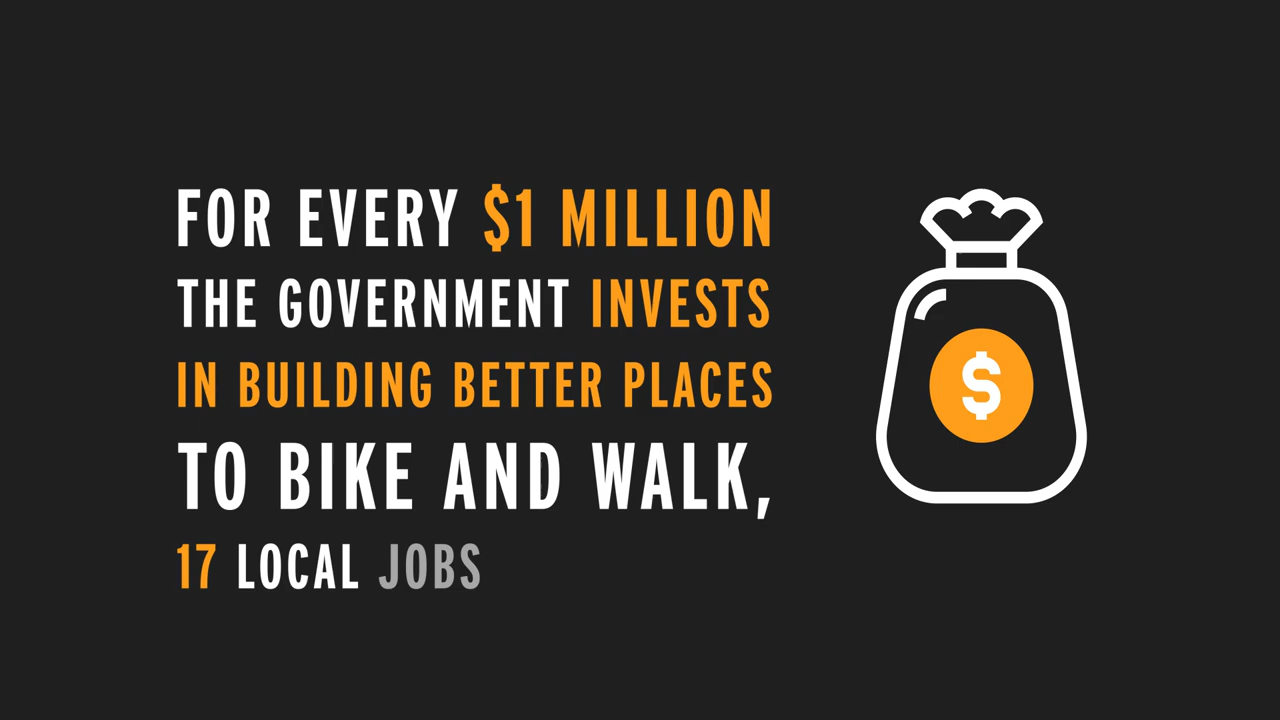 FOR EVERY $1 MILLION
THE GOVERNMENT INVESTS
IN BUILDING BETTER PLACES
TO BIKE AND WALK,
17 LOCAL JOBS
$